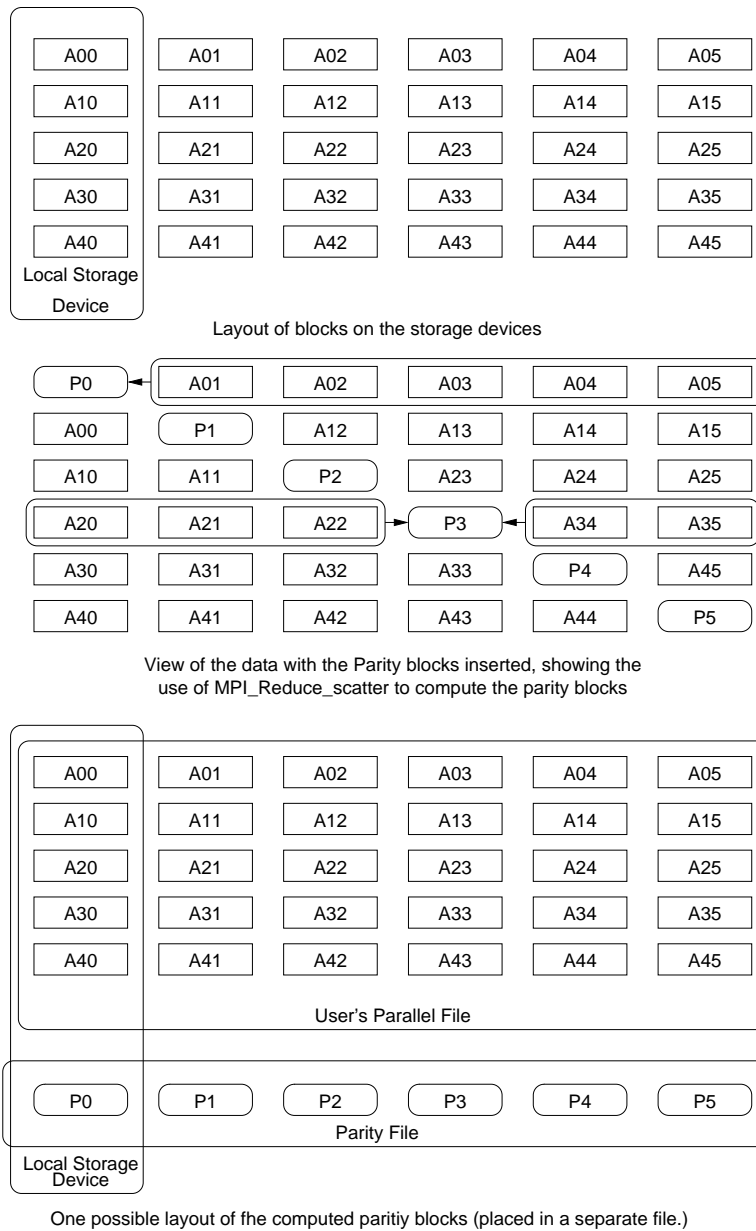 A00 A01 A02 A03 A04 A05
A10 A11 A12 A13 A14 A15
A20 A21 A22 A23 A24 A25
A30 A31 A32 A33 A34 A35
A40 A41 A42 A43 A44 A45
Local Storage
Device
Layout of blocks on the storage devices
P0 A01 A02 A03 A04 A05
A00 P1 A12 A13 A14 A15
A10 A11 P2 A23 A24 A25
A20 A21 A22 P3 A34 A35
A30 A31 A32 A33 P4 A45
A40 A41 A42 A43 A44 P5
View of the data with the Parity blocks inserted, showing the
use of MPI_Reduce_scatter to compute the parity blocks
A00 A01 A02 A03 A04 A05
A10 A11 A12 A13 A14 A15
A20 A21 A22 A23 A24 A25
A30 A31 A32 A33 A34 A35
A40 A41 A42 A43 A44 A45
User's Parallel File
P0 P1 P2 P3 P4 P5
Parity File
Local Storage
Device
One possible layout of fhe computed paritiy blocks (placed in a separate file.)